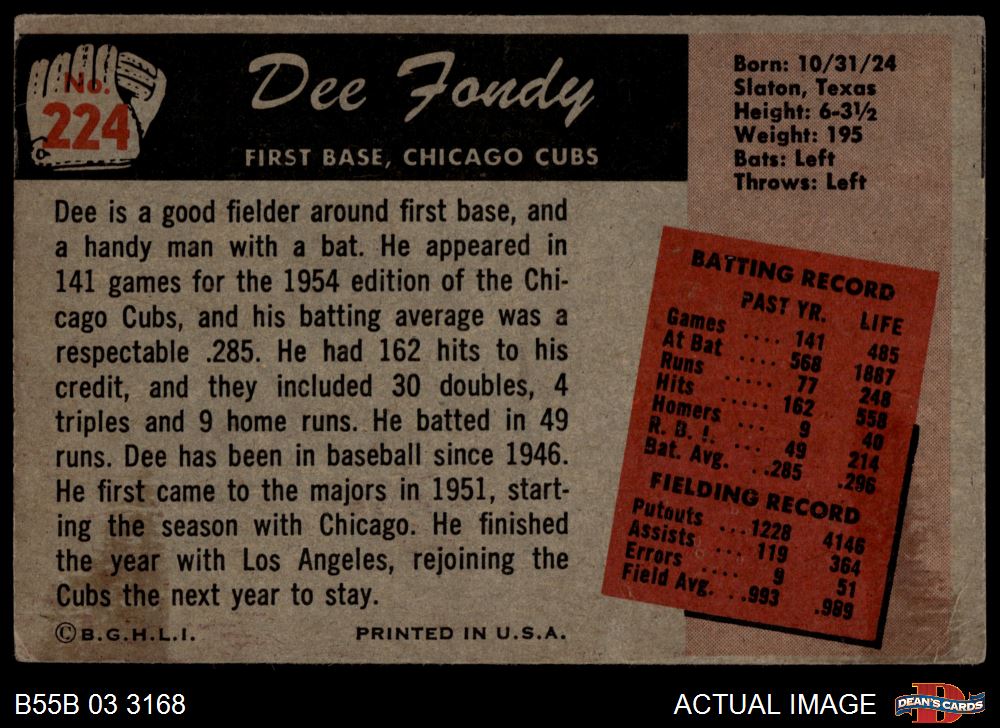 No.
224
Dee Fondy
FIRST BASE, CHICAGO CUBS
Born: 10/31/24
Slaton, Texas
Height: 6-3½
Weight: 195
Bats: Left
Throws: Left
Dee is a good fielder around first base, and
a handy man with a bat. He appeared in
141 games for the 1954 edition of the Chi-
cago Cubs, and his batting average was a
respectable .285. He had 162 hits to his
credit, and they included 30 doubles, 4
triples and 9 home runs. He batted in 49
runs. Dee has been in baseball since 1946.
He first came to the majors in 1951, start-
ing the season with Chicago. He finished
the year with Los Angeles, rejoining the
Cubs the next year to stay.
©B.G.H.L.I. PRINTED IN U.S.A.
BATTING RECORD
PAST YR. LIFE
Games .... 141 485
At Bat .... 568 1887
Runs ..... 77 248
Hits ..... 162 558
Homers ... 9 40
R. B. I. ... 49 214
Bat. Avg. ..285 .296
FIELDING RECORD
Putouts ...1228 4146
Assists ... 119 364
Errors .... 9 51
Field Avg. ..993 .989
B55B 03 3168
ACTUAL IMAGE
DEAN'S CARDS